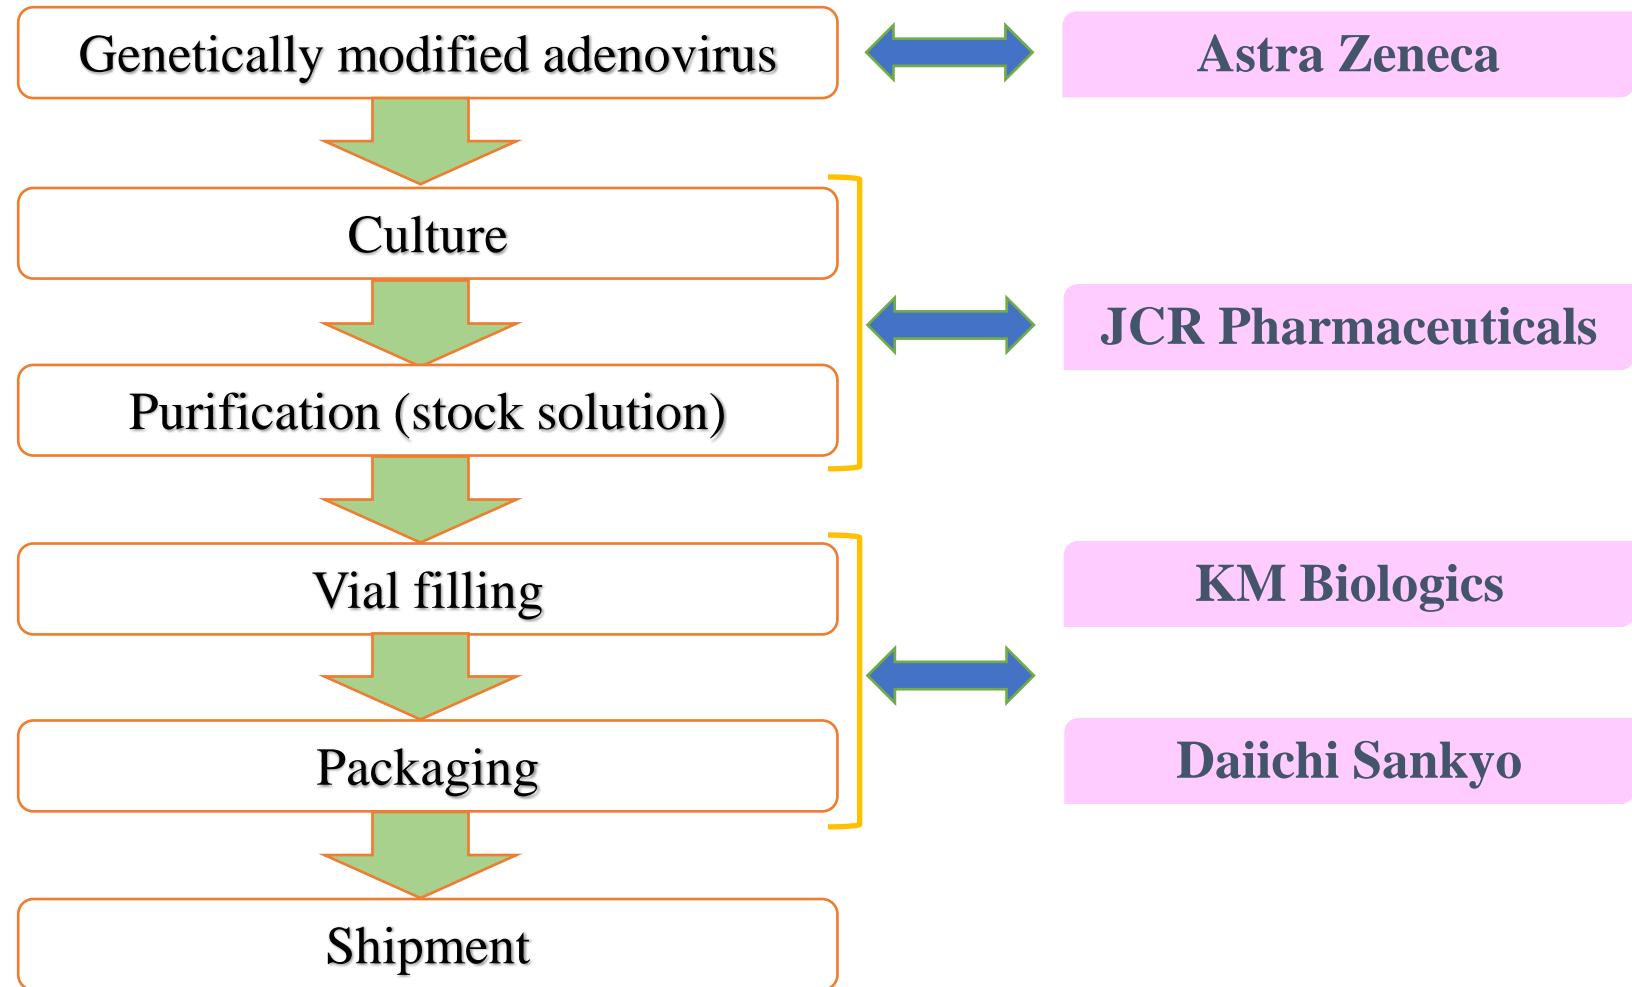 Genetically modified adenovirus
Astra Zeneca
Culture
JCR Pharmaceuticals
Purification (stock solution)
Vial filling
KM Biologics
Packaging
Daiichi Sankyo
Shipment